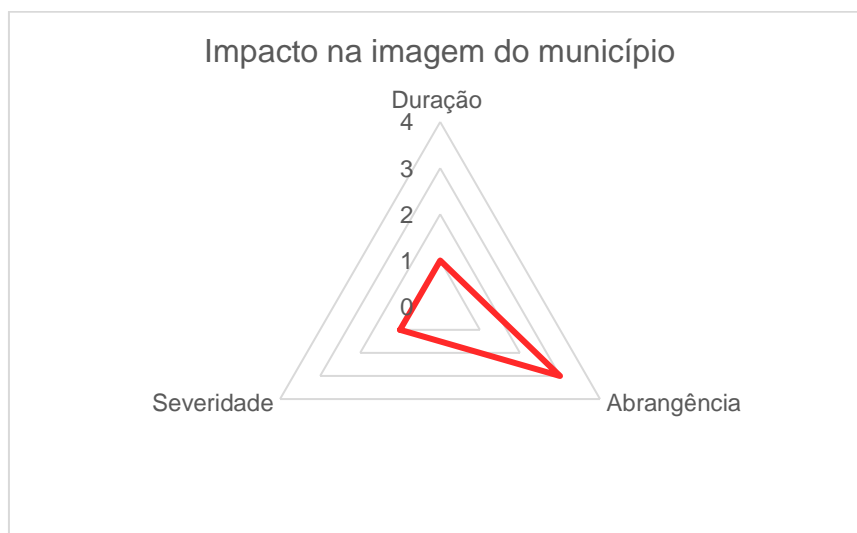 Impacto na imagem do município
Duração
4
3
2
1
0
Severidade
Abrangência